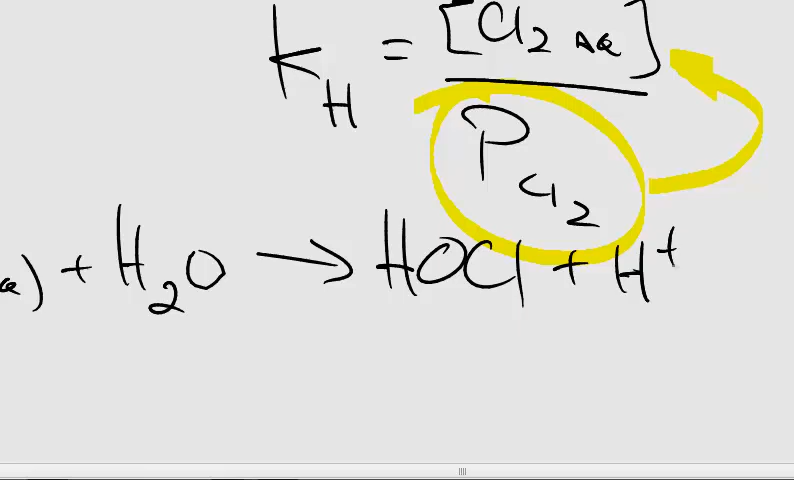 K_H = [Cl₂ AQ]
P_Cl₂
Q) + H₂O → HOCl + H⁺